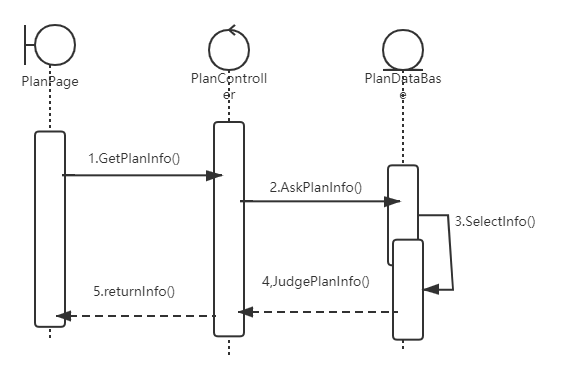 PlanPage
PlanControll
er
PlanDataBas
e
1.GetPlanInfo()
2.AskPlanInfo()
3.SelectInfo()
4,JudgePlanInfo()
5.returnInfo()